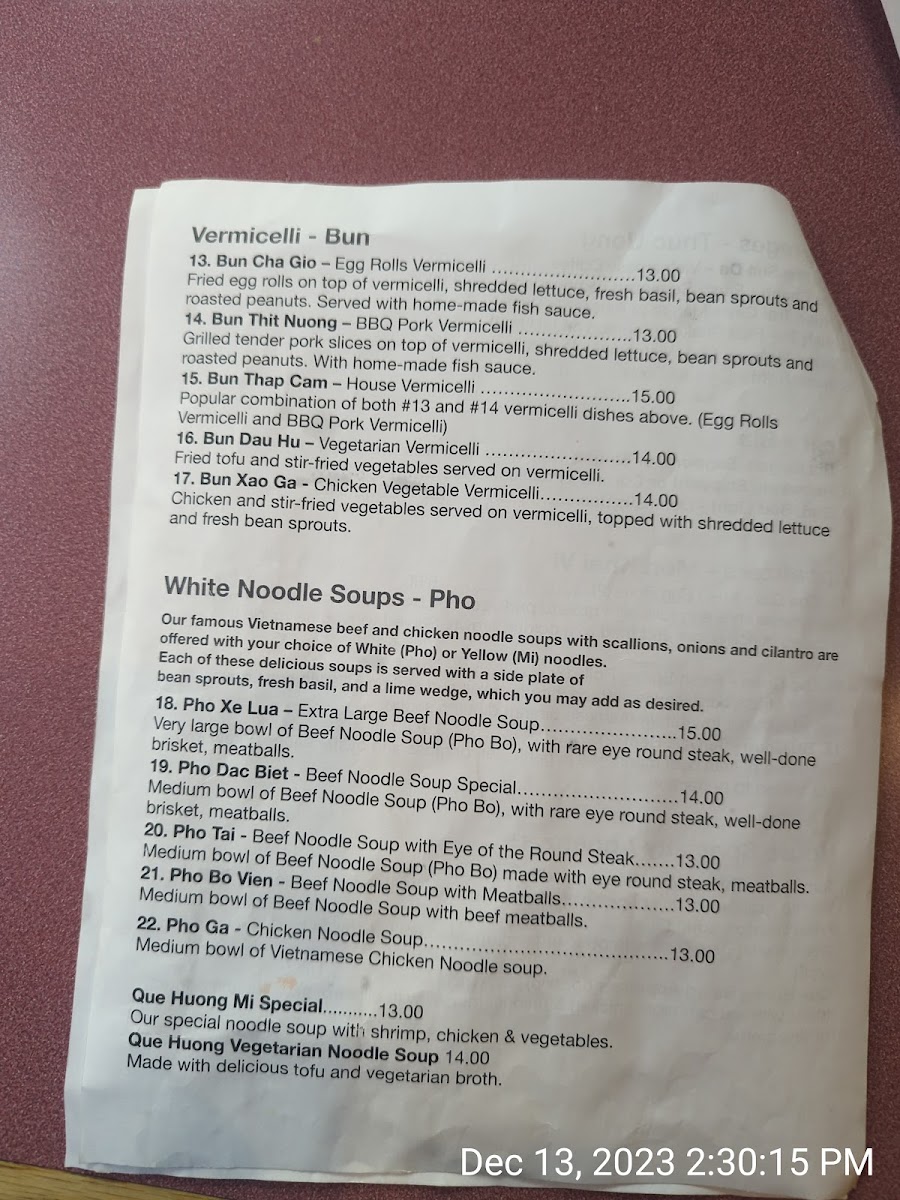 Vermicelli - Bun
13. Bun Cha Gio – Egg Rolls Vermicelli ............................13.00
Fried egg rolls on top of vermicelli, shredded lettuce, fresh basil, bean sprouts and
roasted peanuts. Served with home-made fish sauce.
14. Bun Thit Nuong – BBQ Pork Vermicelli ......................13.00
Grilled tender pork slices on top of vermicelli, shredded lettuce, bean sprouts and
roasted peanuts. With home-made fish sauce.
15. Bun Thap Cam – House Vermicelli .............................15.00
Popular combination of both #13 and #14 vermicelli dishes above. (Egg Rolls
Vermicelli and BBQ Pork Vermicelli)
16. Bun Dau Hu – Vegetarian Vermicelli ............................14.00
Fried tofu and stir-fried vegetables served on vermicelli.
17. Bun Xao Ga - Chicken Vegetable Vermicelli..................14.00
Chicken and stir-fried vegetables served on vermicelli, topped with shredded lettuce
and fresh bean sprouts.
White Noodle Soups - Pho
Our famous Vietnamese beef and chicken noodle soups with scallions, onions and cilantro are
offered with your choice of White (Pho) or Yellow (Mi) noodles.
Each of these delicious soups is served with a side plate of
bean sprouts, fresh basil, and a lime wedge, which you may add as desired.
18. Pho Xe Lua – Extra Large Beef Noodle Soup..........................15.00
Very large bowl of Beef Noodle Soup (Pho Bo), with rare eye round steak, well-done
brisket, meatballs.
19. Pho Dac Biet - Beef Noodle Soup Special...............................14.00
Medium bowl of Beef Noodle Soup (Pho Bo), with rare eye round steak, well-done
brisket, meatballs.
20. Pho Tai - Beef Noodle Soup with Eye of the Round Steak.......13.00
Medium bowl of Beef Noodle Soup (Pho Bo) made with eye round steak, meatballs.
21. Pho Bo Vien - Beef Noodle Soup with Meatballs.....................13.00
Medium bowl of Beef Noodle Soup with beef meatballs.
22. Pho Ga - Chicken Noodle Soup...............................................13.00
Medium bowl of Vietnamese Chicken Noodle soup.
Que Huong Mi Special...........13.00
Our special noodle soup with shrimp, chicken & vegetables.
Que Huong Vegetarian Noodle Soup 14.00
Made with delicious tofu and vegetarian broth.
Dec 13, 2023 2:30:15 PM